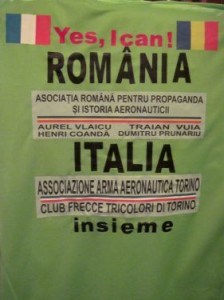 Yes, I can!
ROMÂNIA
ASOCIAȚIA ROMÂNĂ PENTRU PROPAGANDA
ȘI ISTORIA AERONAUTICII
AUREL VLAICU TRAIAN VUIA
HENRI COANDĂ DUMITRU PRUNARIU
ITALIA
ASSOCIAZIONE ARMA AERONAUTICA TORINO
CLUB FRECCE TRICOLORI DI TORINO
insieme